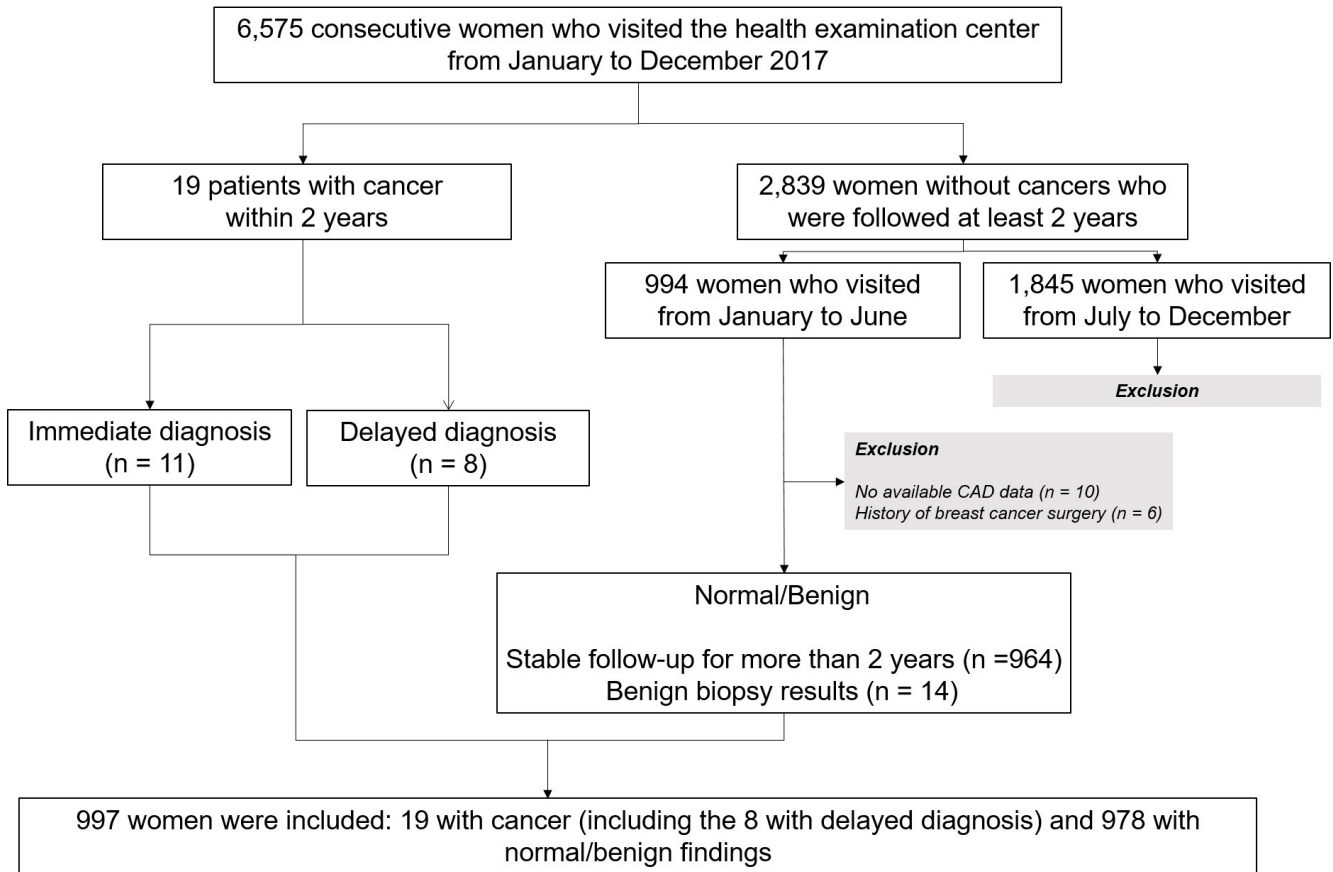 6,575 consecutive women who visited the health examination center
from January to December 2017
19 patients with cancer
within 2 years
2,839 women without cancers who
were followed at least 2 years
994 women who visited
from January to June
1,845 women who visited
from July to December
Exclusion
Immediate diagnosis
(n = 11)
Delayed diagnosis
(n = 8)
Exclusion
No available CAD data (n = 10)
History of breast cancer surgery (n = 6)
Normal/Benign
Stable follow-up for more than 2 years (n =964)
Benign biopsy results (n = 14)
997 women were included: 19 with cancer (including the 8 with delayed diagnosis) and 978 with
normal/benign findings